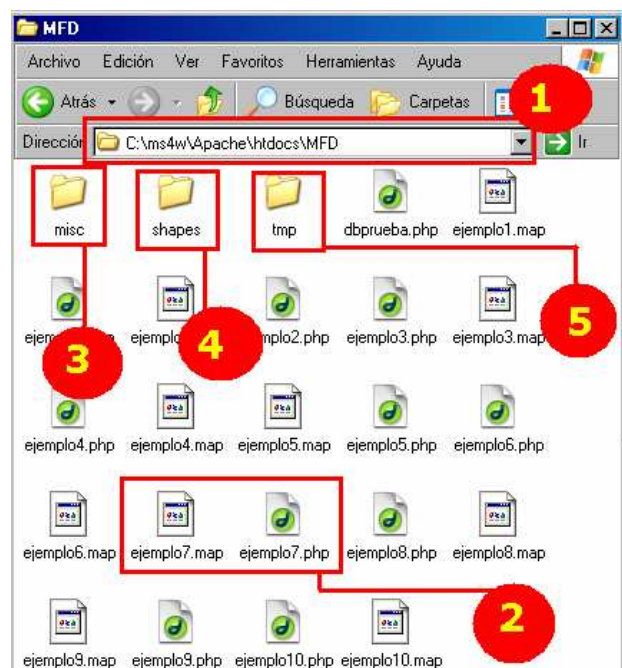 MFD
Archivo Edición Ver Favoritos Herramientas Ayuda
Atrás Búsqueda Carpetas
1
Dirección C:\ms4w\Apache\htdocs\MFD Ir
misc shapes tmp dbprueba.php ejemplo1.map
3 4 5
ejemplo2.php ejemplo3.php ejemplo3.map
ejemplo4.php ejemplo4.map ejemplo5.map ejemplo5.php ejemplo6.php
ejemplo6.map ejemplo7.map ejemplo7.php ejemplo8.php ejemplo8.map
2
ejemplo9.map ejemplo9.php ejemplo10.php ejemplo10.map